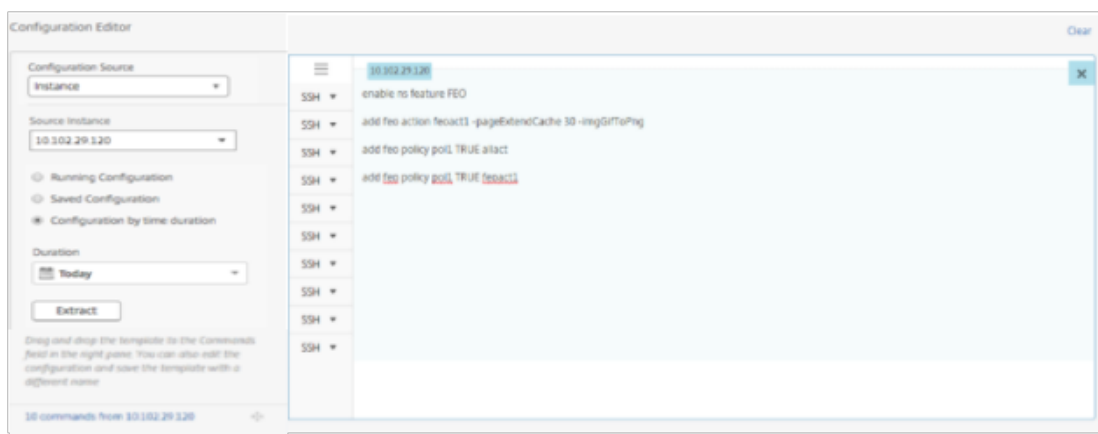 Configuration Editor
Clear
Configuration Source
Instance
Source Instance
10.102.29.120
Running Configuration
Saved Configuration
Configuration by time duration
Duration
Today
Extract
Drag and drop the template to the Commands
field in the right pane. You can also edit the
configuration and save the template with a
different name
10 commands from 10.102.29.120
10.102.29.120
SSH enable ns feature FEO
SSH add feo action feoact1 -pageExtendCache 30 -imgGifToPng
SSH add feo policy pol1 TRUE allact
SSH add feo policy pol1 TRUE feoact1
SSH
SSH
SSH
SSH
SSH
SSH